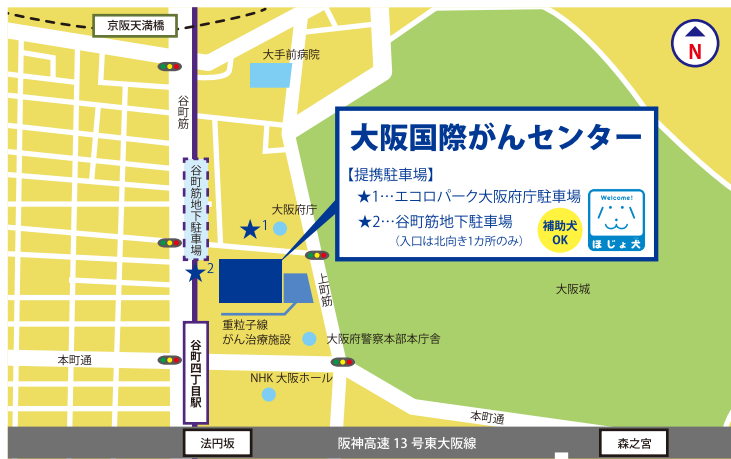 京阪天満橋
N
大手前病院
谷町筋
大阪国際がんセンター
【提携駐車場】
★1…エコロパーク大阪府庁駐車場
★2…谷町筋地下駐車場
（入口は北向き1カ所のみ）
補助犬
OK
Welcome!
ほじょ犬
谷町筋地下駐車場
大阪府庁
★1
★2
上町筋
大阪城
重粒子線
がん治療施設
大阪府警察本部本庁舎
谷町四丁目駅
本町通
NHK大阪ホール
本町通
法円坂
阪神高速 13 号東大阪線
森之宮